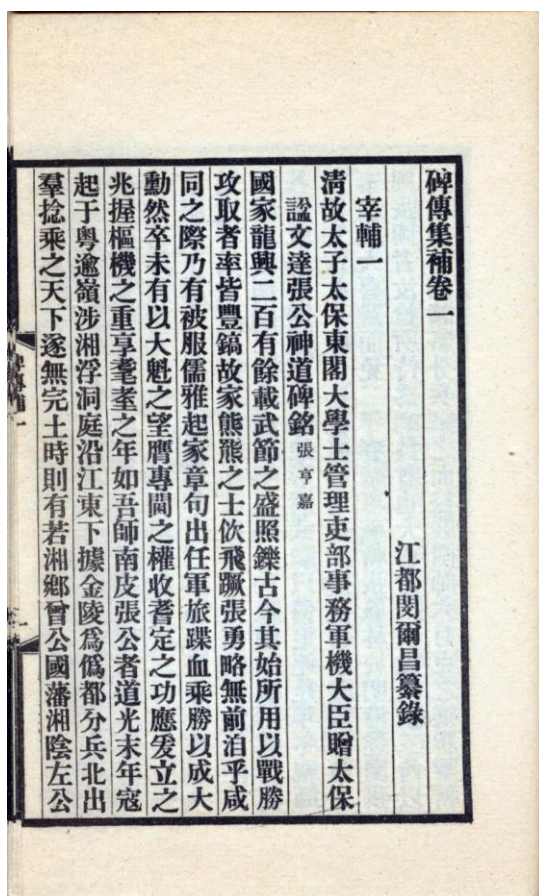 碑傳集補卷一
江都閔爾昌纂錄
宰輔一
清故太子太保東閣大學士管理吏部事務軍機大臣贈太保
諡文達張公神道碑銘 張亨嘉
國家龍興二百有餘載武節之盛照鑠古今其始所用以戰勝
攻取者率皆豐鎬故家熊羆之士佽飛蹶張勇略無前洎乎咸
同之際乃有被服儒雅起家章句出任軍旅蹀血乘勝以成大
勳然卒未有以大魁之望膺專閫之權收耆定之功應爰立之
兆握樞機之重享耄耋之年如吾師南皮張公者道光末年寇
起于粵逾嶺涉湘浮洞庭沿江東下據金陵爲僞都分兵北出
羣捻乘之天下遂無完土時則有若湘鄉曾公國藩湘陰左公